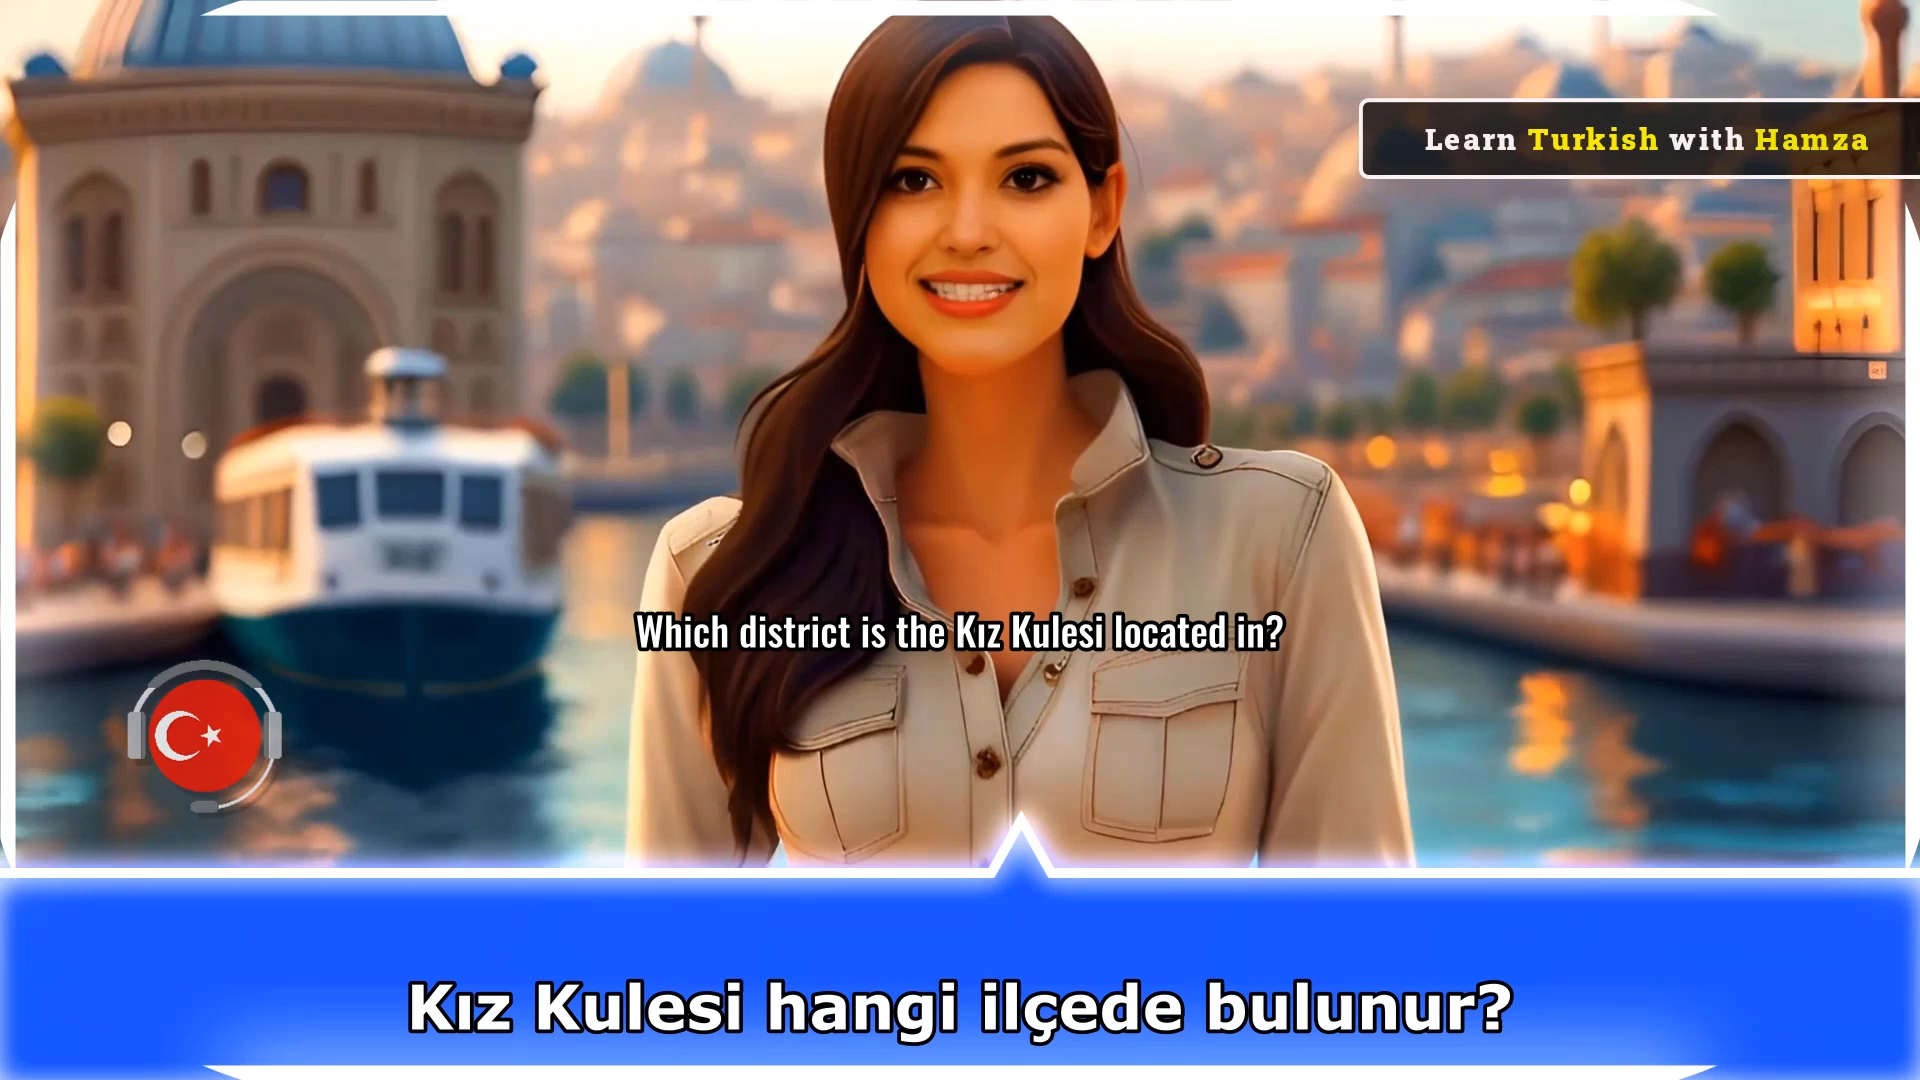 Learn Turkish with Hamza
Which district is the Kız Kulesi located in?
Kız Kulesi hangi ilçede bulunur?